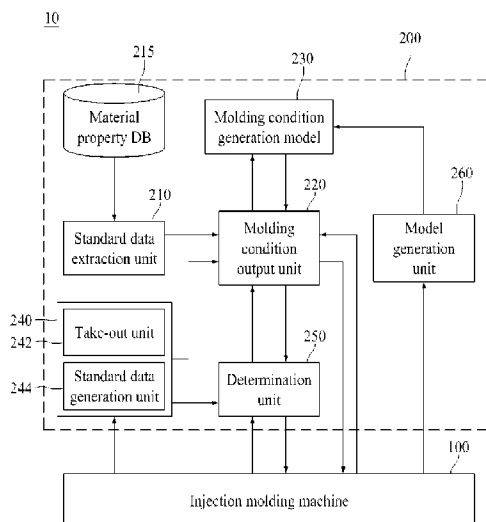 10
200
215
230
Material
property DB
Molding condition
generation model
210
220
260
Standard data
extraction unit
Molding
condition
output unit
Model
generation
unit
240
Take-out unit
242
250
244
Standard data
generation unit
Determination
unit
100
Injection molding machine